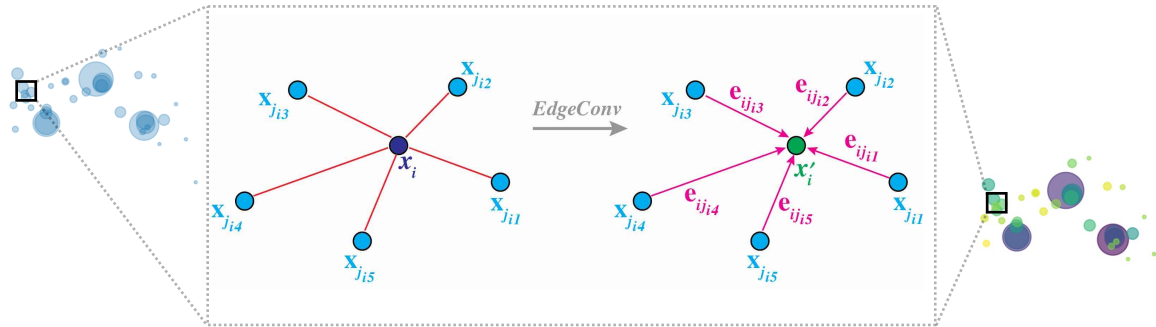 x_{j_{i3}}
x_{j_{i2}}
x_i
x_{j_{i4}}
x_{j_{i1}}
x_{j_{i5}}
EdgeConv
x_{j_{i3}}
e_{ij_{i3}}
e_{ij_{i2}}
x_{j_{i2}}
e_{ij_{i1}}
x'_i
x_{j_{i4}}
e_{ij_{i4}}
e_{ij_{i5}}
x_{j_{i1}}
x_{j_{i5}}